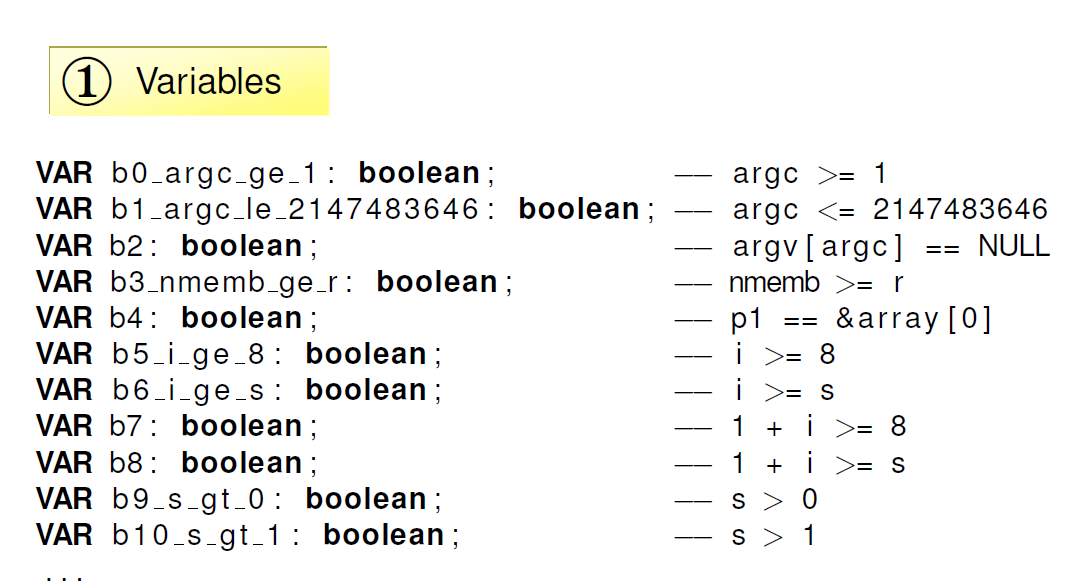 ① Variables
VAR b0_argc_ge_1: boolean; -- argc >= 1
VAR b1_argc_le_2147483646: boolean; -- argc <= 2147483646
VAR b2: boolean; -- argv[argc] == NULL
VAR b3_nmemb_ge_r: boolean; -- nmemb >= r
VAR b4: boolean; -- p1 == &array[0]
VAR b5_i_ge_8: boolean; -- i >= 8
VAR b6_i_ge_s: boolean; -- i >= s
VAR b7: boolean; -- 1 + i >= 8
VAR b8: boolean; -- 1 + i >= s
VAR b9_s_gt_0: boolean; -- s > 0
VAR b10_s_gt_1: boolean; -- s > 1
...